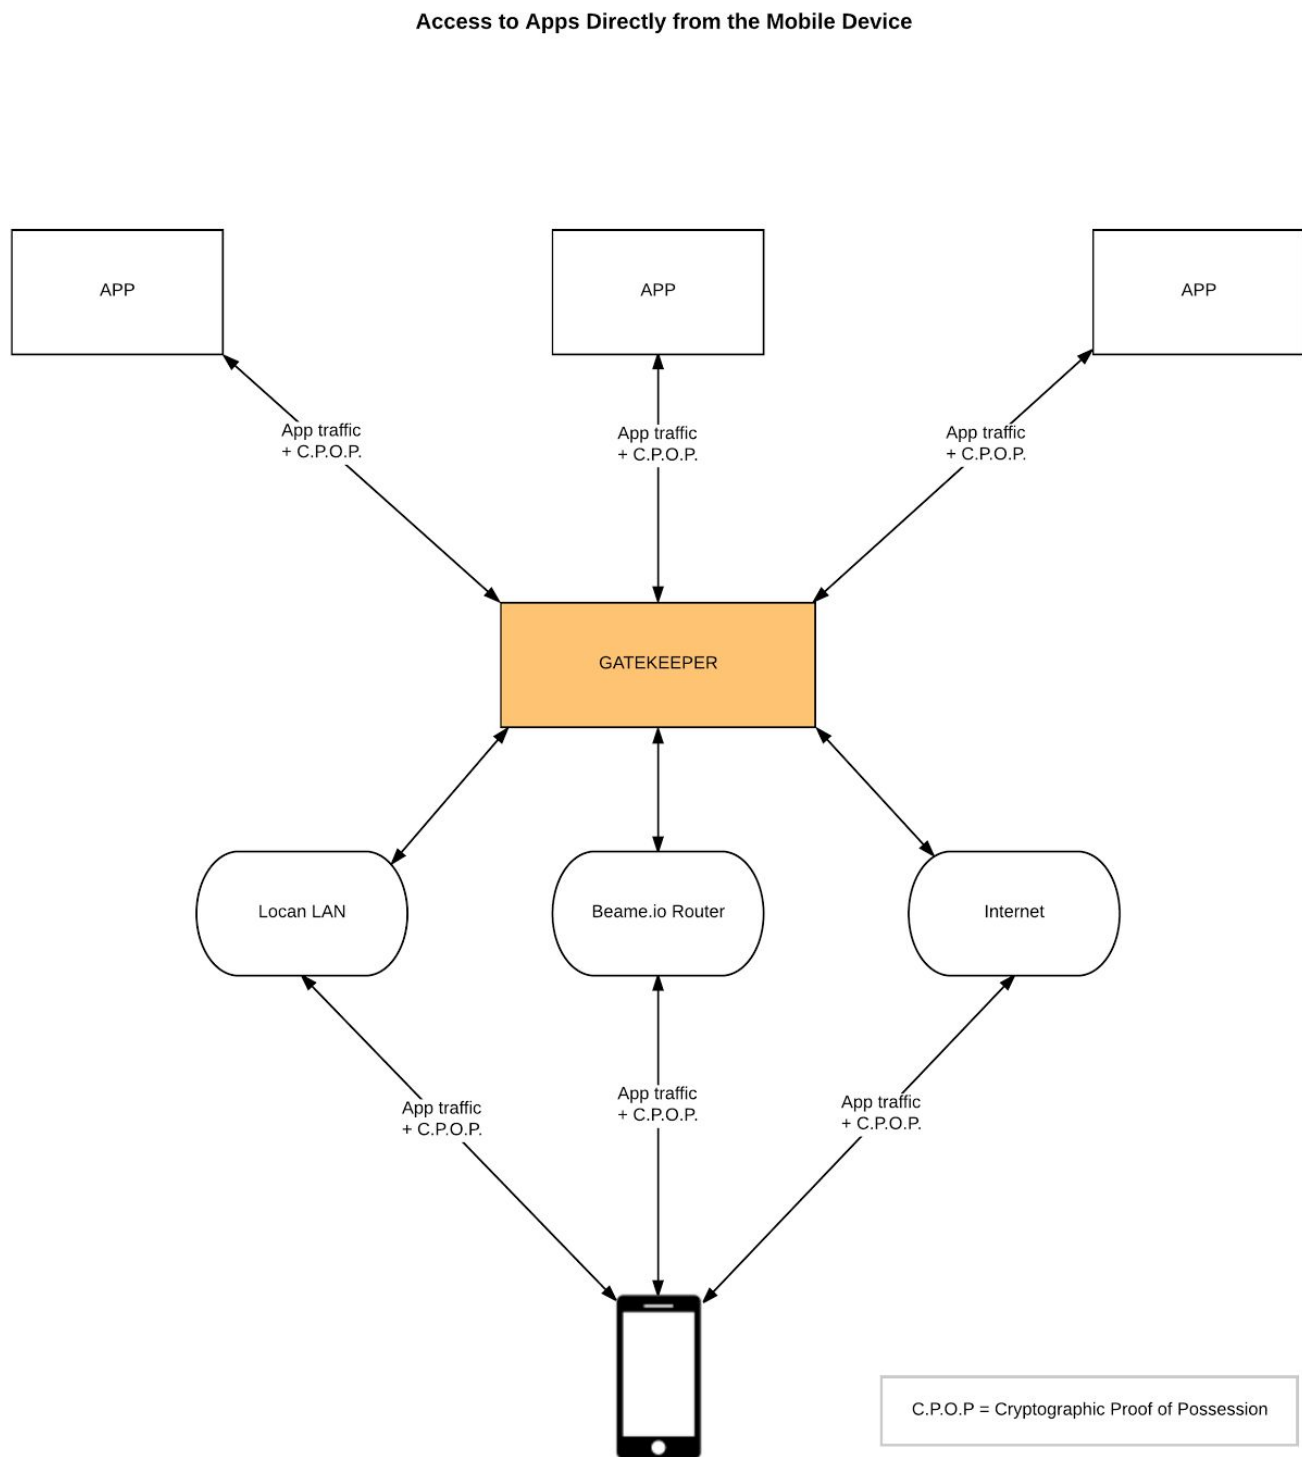 Access to Apps Directly from the Mobile Device
APP
APP
APP
App traffic
+ C.P.O.P.
App traffic
+ C.P.O.P.
App traffic
+ C.P.O.P.
GATEKEEPER
Locan LAN
Beame.io Router
Internet
App traffic
+ C.P.O.P.
App traffic
+ C.P.O.P.
App traffic
+ C.P.O.P.
C.P.O.P = Cryptographic Proof of Possession